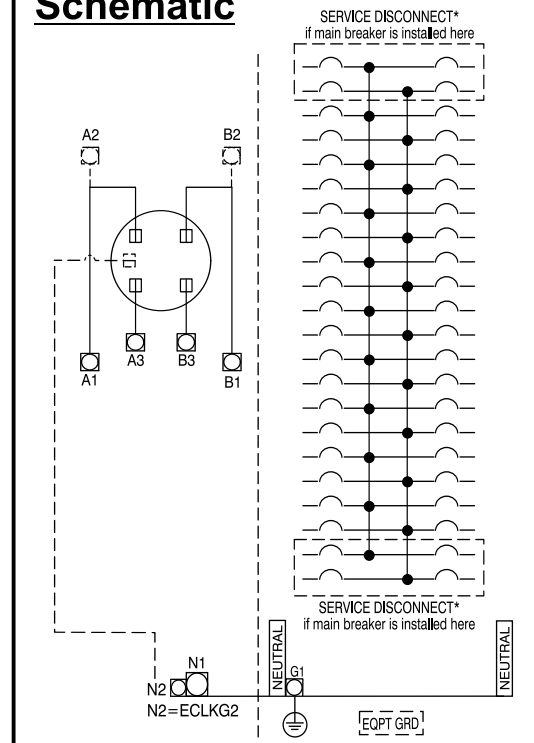 Schematic
SERVICE DISCONNECT*
if main breaker is installed here
A2
B2
A3
B3
A1
B1
SERVICE DISCONNECT*
if main breaker is installed here
N1
N2
N2=ECLKG2
NEUTRAL
G1
NEUTRAL
EQPT GRD